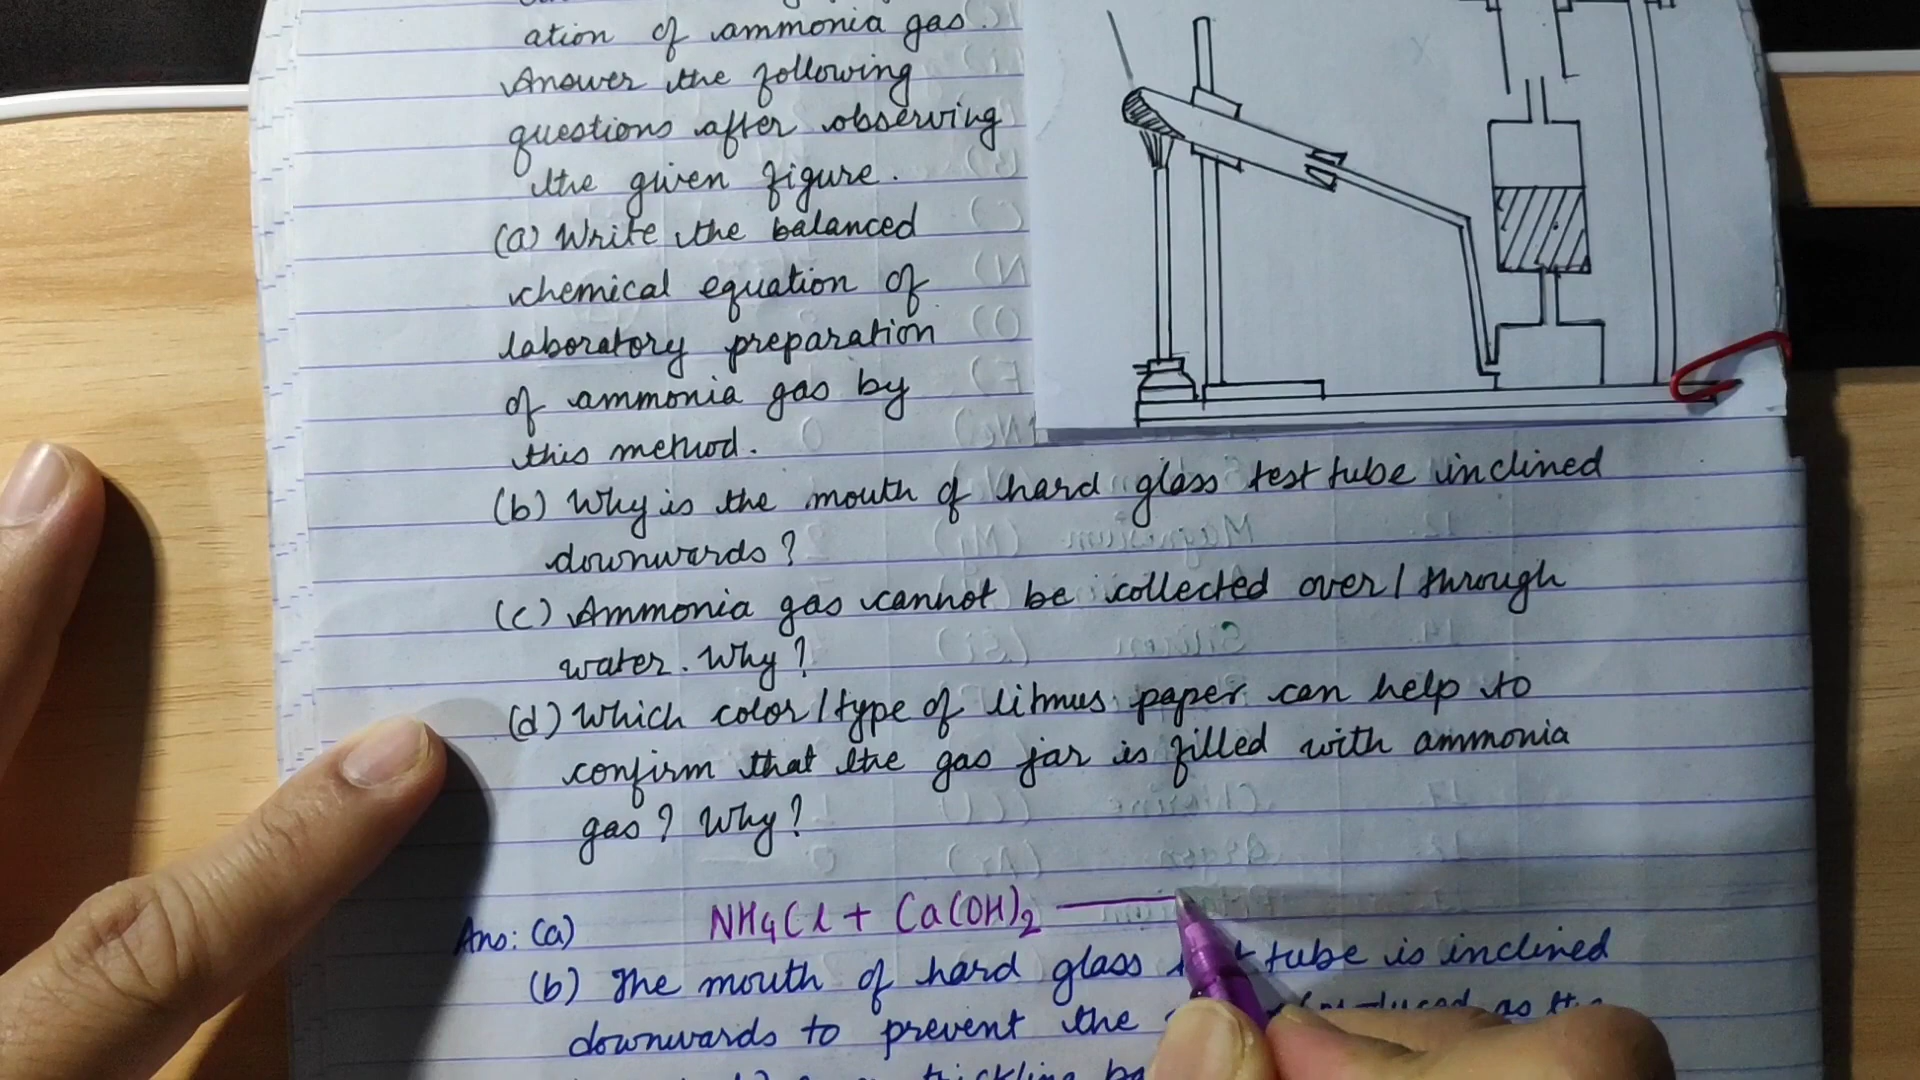 ation of ammonia gas.
Answer the following
questions after observing
the given figure.
(a) Write the balanced
chemical equation of
laboratory preparation
of ammonia gas by
this method.
(b) Why is the mouth of hard glass test tube inclined
downwards?
(c) Ammonia gas cannot be collected over/through
water. Why?
(d) Which color/type of litmus paper can help to
confirm that the gas jar is filled with ammonia
gas? Why?
Ans: (a) NH4Cl + Ca(OH)2
(b) The mouth of hard glass tube is inclined
downwards to prevent the as the
trickling